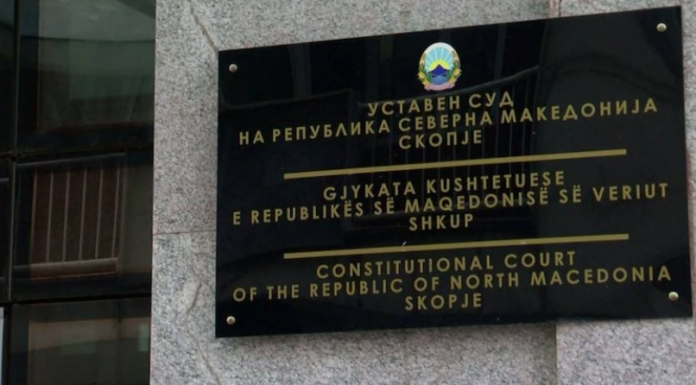 УСТАВЕН СУД
НА РЕПУБЛИКА СЕВЕРНА МАКЕДОНИЈА
СКОПЈЕ
GJYKATA KUSHTETUESE
E REPUBLIKËS SË MAQEDONISË SË VERIUT
SHKUP
CONSTITUTIONAL COURT
OF THE REPUBLIC OF NORTH MACEDONIA
SKOPJE